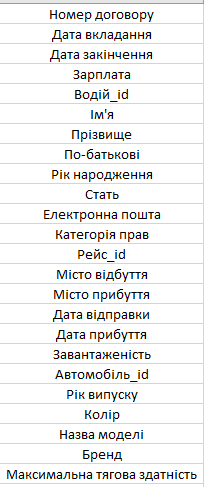 Номер договору
Дата вкладання
Дата закінчення
Зарплата
Водій_id
Ім'я
Прізвище
По-батькові
Рік народження
Стать
Електронна пошта
Категорія прав
Рейс_id
Місто відбуття
Місто прибуття
Дата відправки
Дата прибуття
Завантаженість
Автомобіль_id
Рік випуску
Колір
Назва моделі
Бренд
Максимальна тягова здатність